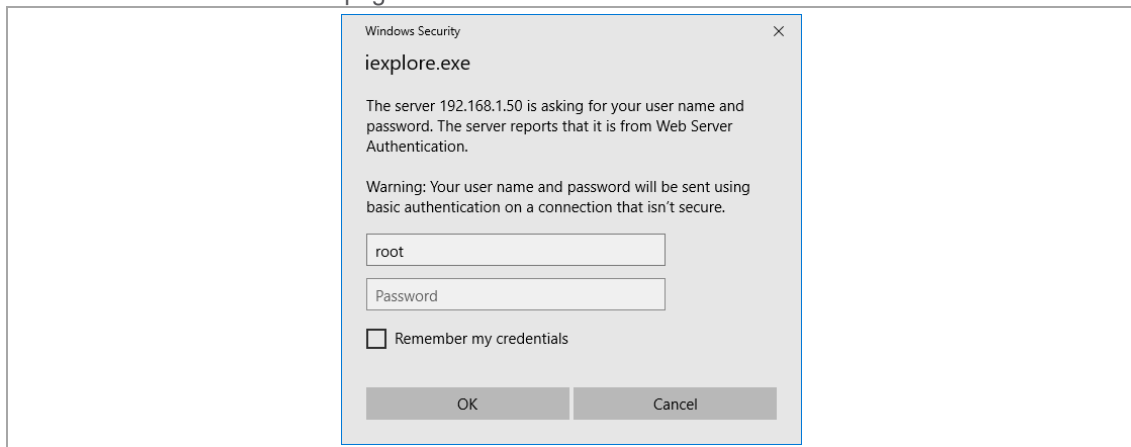 Windows Security
iexplore.exe
The server 192.168.1.50 is asking for your user name and
password. The server reports that it is from Web Server
Authentication.
Warning: Your user name and password will be sent using
basic authentication on a connection that isn't secure.
root
Password
Remember my credentials
OK Cancel